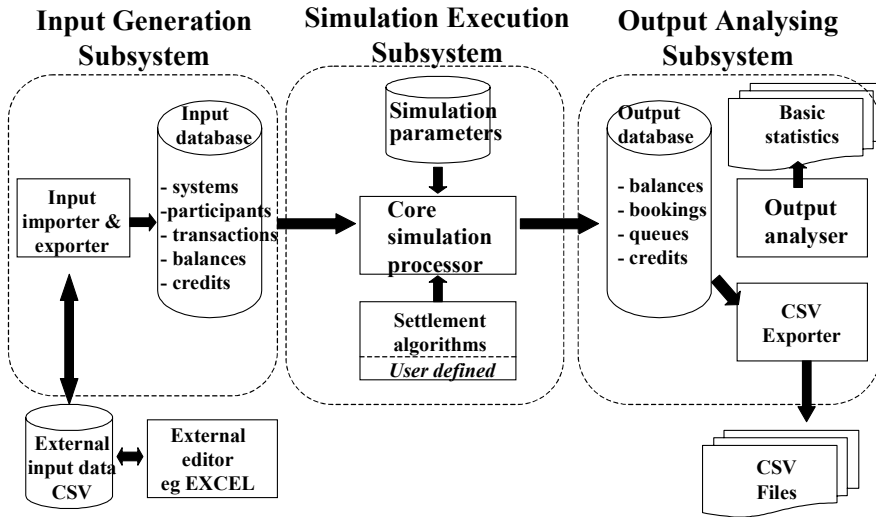 Input Generation
Subsystem
Simulation Execution
Subsystem
Output Analysing
Subsystem
Input
database
- systems
-participants
- transactions
- balances
- credits
Input
importer &
exporter
External
input data
CSV
External
editor
eg EXCEL
Simulation
parameters
Core
simulation
processor
Settlement
algorithms
User defined
Output
database
- balances
- bookings
- queues
- credits
Basic
statistics
Output
analyser
CSV
Exporter
CSV
Files